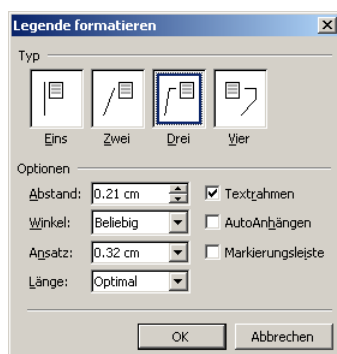 Legende formatieren
Typ
Eins Zwei Drei Vier
Optionen
Abstand: 0.21 cm Textrahmen
Winkel: Beliebig AutoAnhängen
Ansatz: 0.32 cm Markierungsleiste
Länge: Optimal
OK Abbrechen